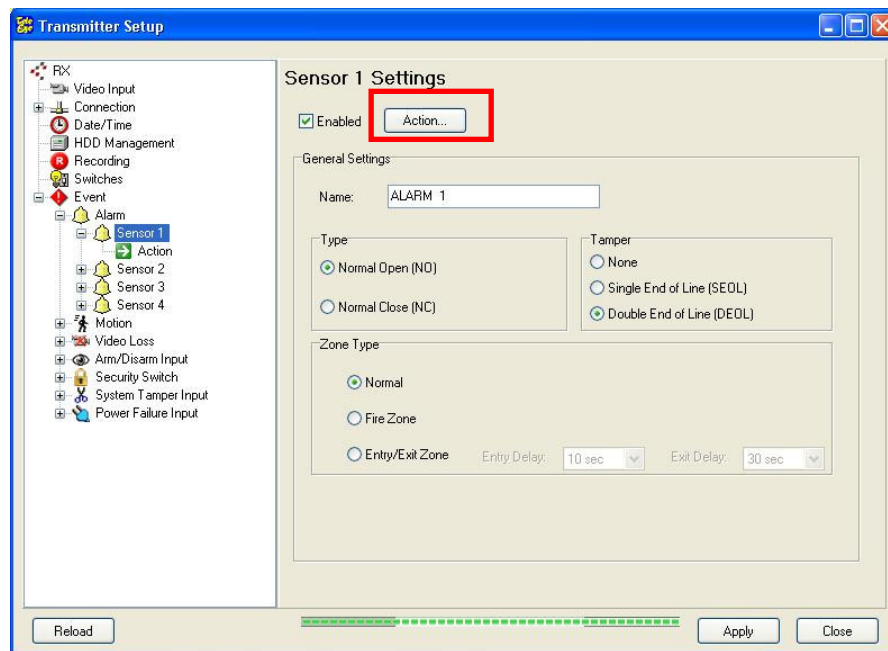 Tele
Eye
Transmitter Setup
RX
Video Input
Connection
Date/Time
HDD Management
R
Recording
Switches
Event
Alarm
Sensor 1
Action
Sensor 2
Sensor 3
Sensor 4
Motion
Video Loss
Arm/Disarm Input
Security Switch
System Tamper Input
Power Failure Input
Sensor 1 Settings
Enabled
Action...
General Settings
Name: ALARM 1
Type
Normal Open (NO)
Normal Close (NC)
Tamper
None
Single End of Line (SEOL)
Double End of Line (DEOL)
Zone Type
Normal
Fire Zone
Entry/Exit Zone Entry Delay: 10 sec Exit Delay: 30 sec
Reload Apply Close